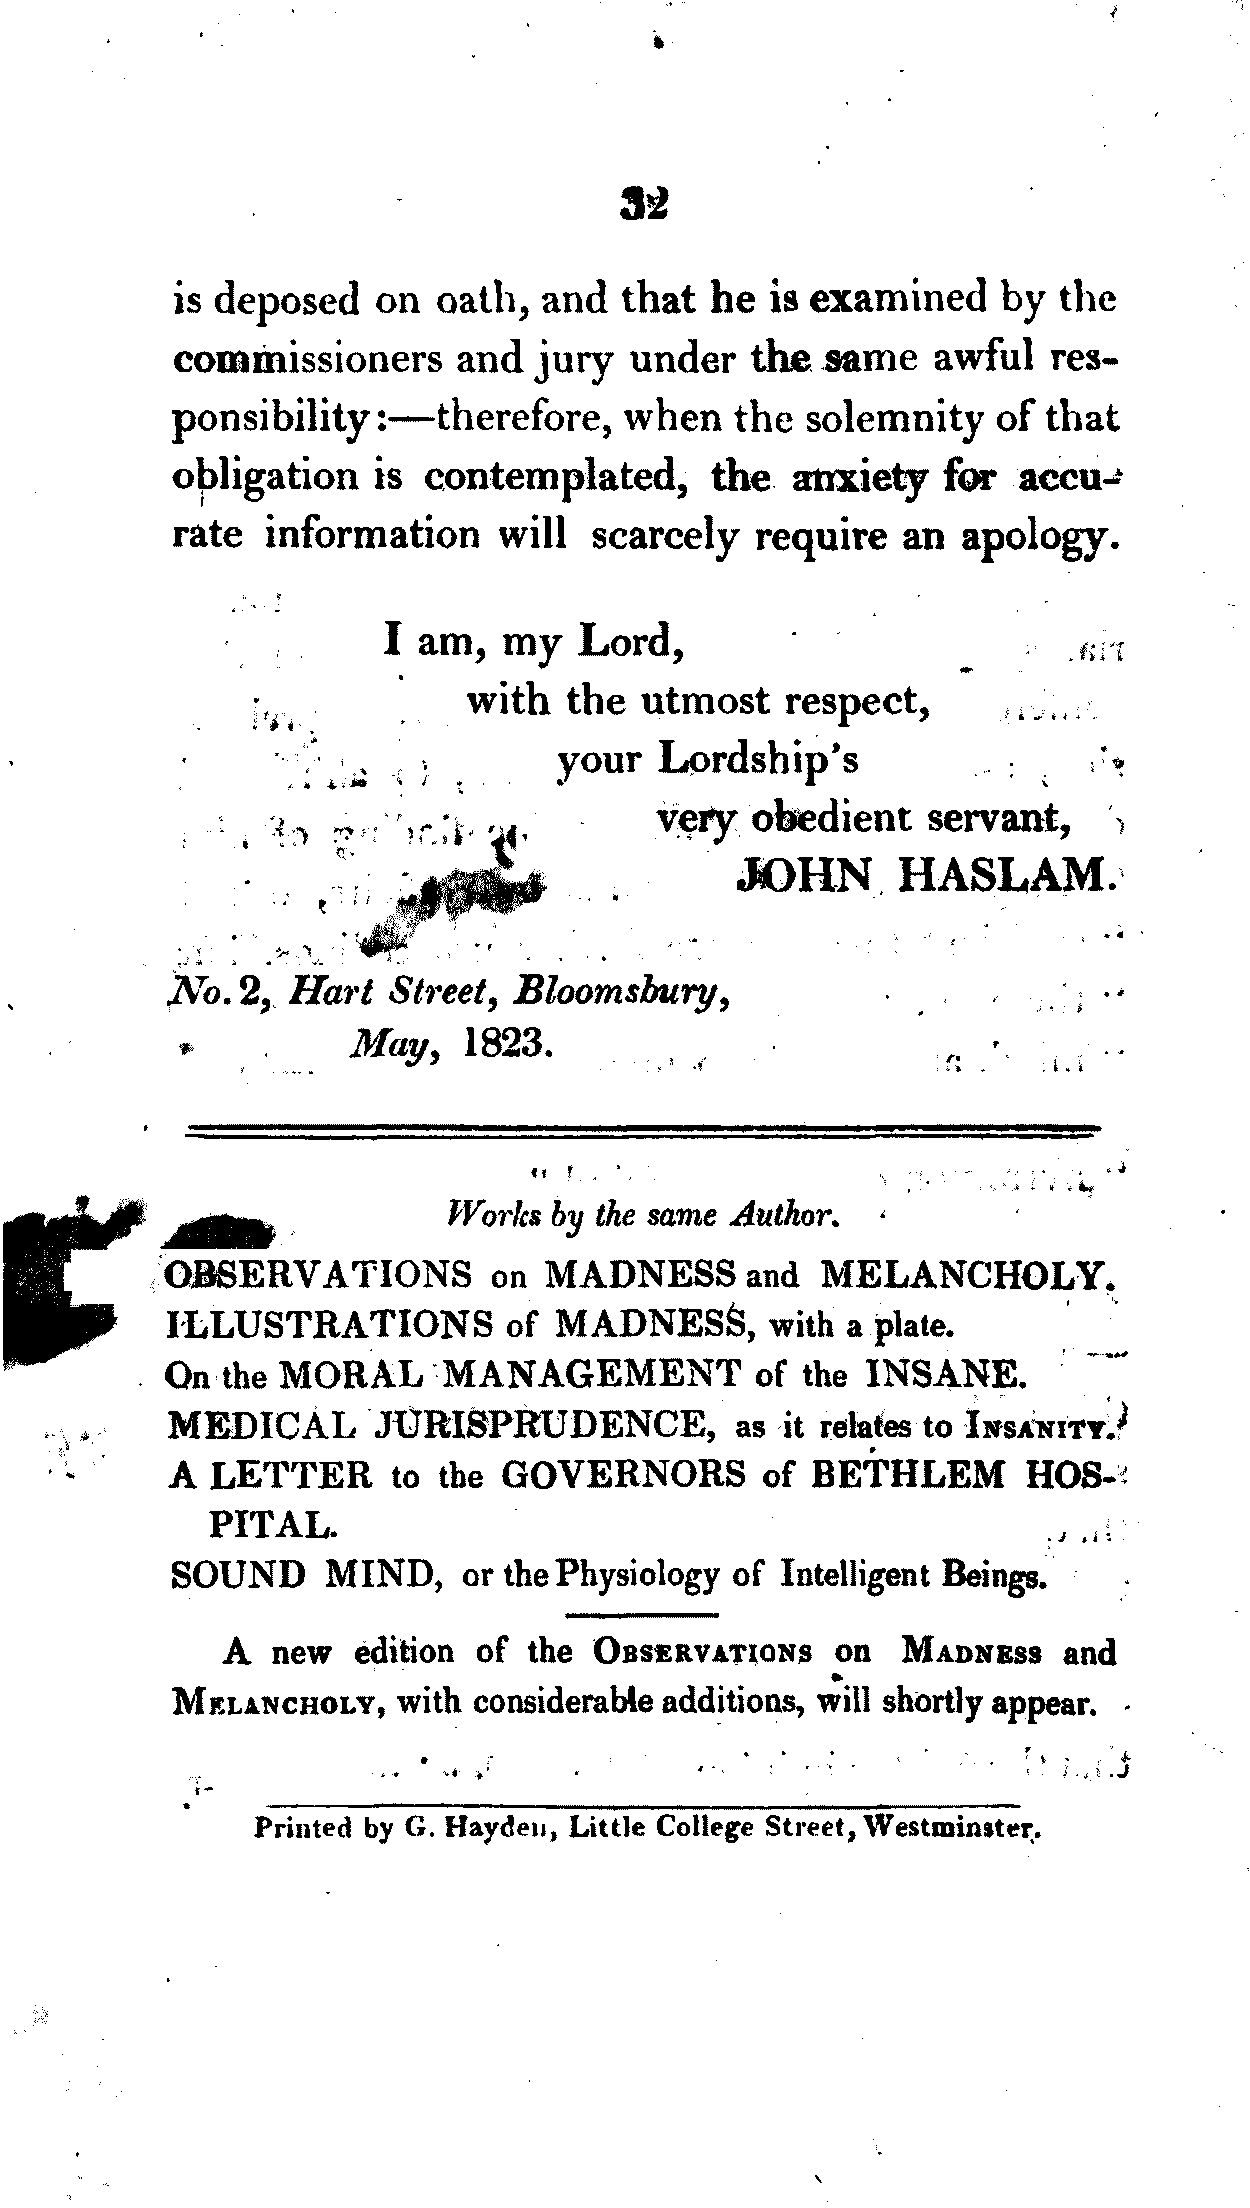 32
is deposed on oath, and that he is examined by the
commissioners and jury under the same awful res-
ponsibility:—therefore, when the solemnity of that
obligation is contemplated, the anxiety for accu-
rate information will scarcely require an apology.
I am, my Lord,
with the utmost respect,
your Lordship's
very obedient servant,
JOHN HASLAM.
No. 2, Hart Street, Bloomsbury,
May, 1823.
Works by the same Author.
OBSERVATIONS on MADNESS and MELANCHOLY.
ILLUSTRATIONS of MADNESS, with a plate.
On the MORAL MANAGEMENT of the INSANE.
MEDICAL JURISPRUDENCE, as it relates to INSANITY.
A LETTER to the GOVERNORS of BETHLEM HOS-
PITAL.
SOUND MIND, or the Physiology of Intelligent Beings.
A new edition of the OBSERVATIONS on MADNESS and
MELANCHOLY, with considerable additions, will shortly appear.
Printed by G. Hayden, Little College Street, Westminster.